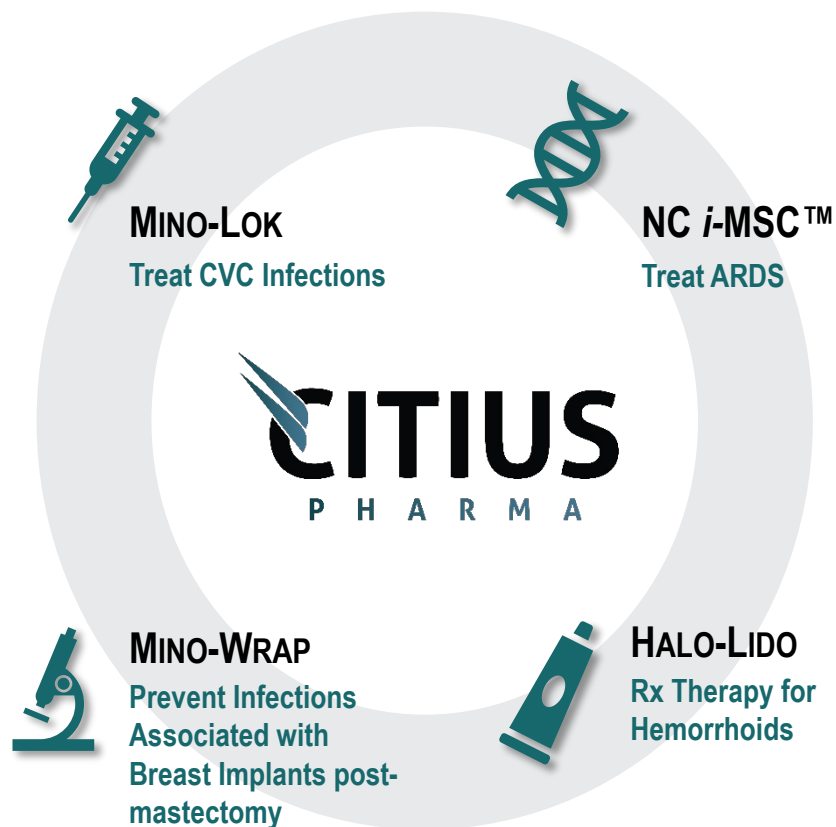 MINO-LOK
Treat CVC Infections
NC i-MSC™
Treat ARDS
CITIUS
PHARMA
MINO-WRAP
Prevent Infections
Associated with
Breast Implants post-
mastectomy
HALO-LIDO
Rx Therapy for
Hemorrhoids